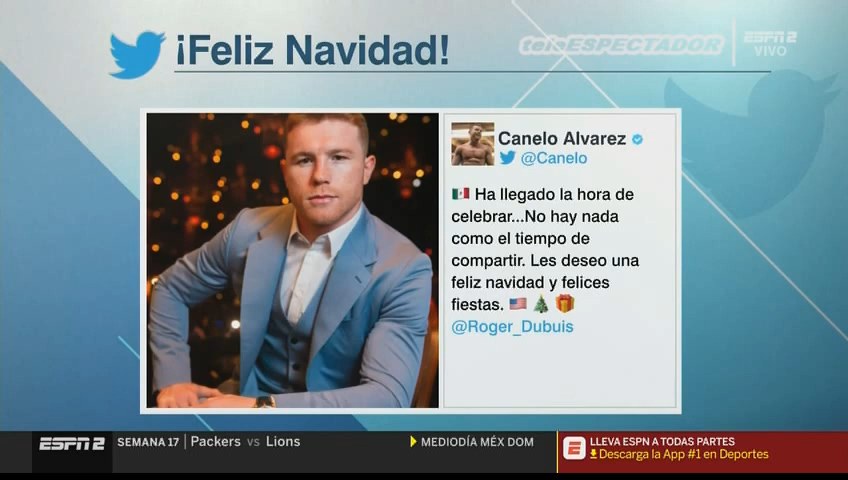 ¡Feliz Navidad!
teleESPECTADOR
ESPN 2
VIVO
Canelo Alvarez
@Canelo
Ha llegado la hora de
celebrar...No hay nada
como el tiempo de
compartir. Les deseo una
feliz navidad y felices
fiestas.
@Roger_Dubuis
ESPN 2 SEMANA 17 | Packers vs Lions MEDIODÍA MÉX DOM
E LLEVA ESPN A TODAS PARTES
Descarga la App #1 en Deportes